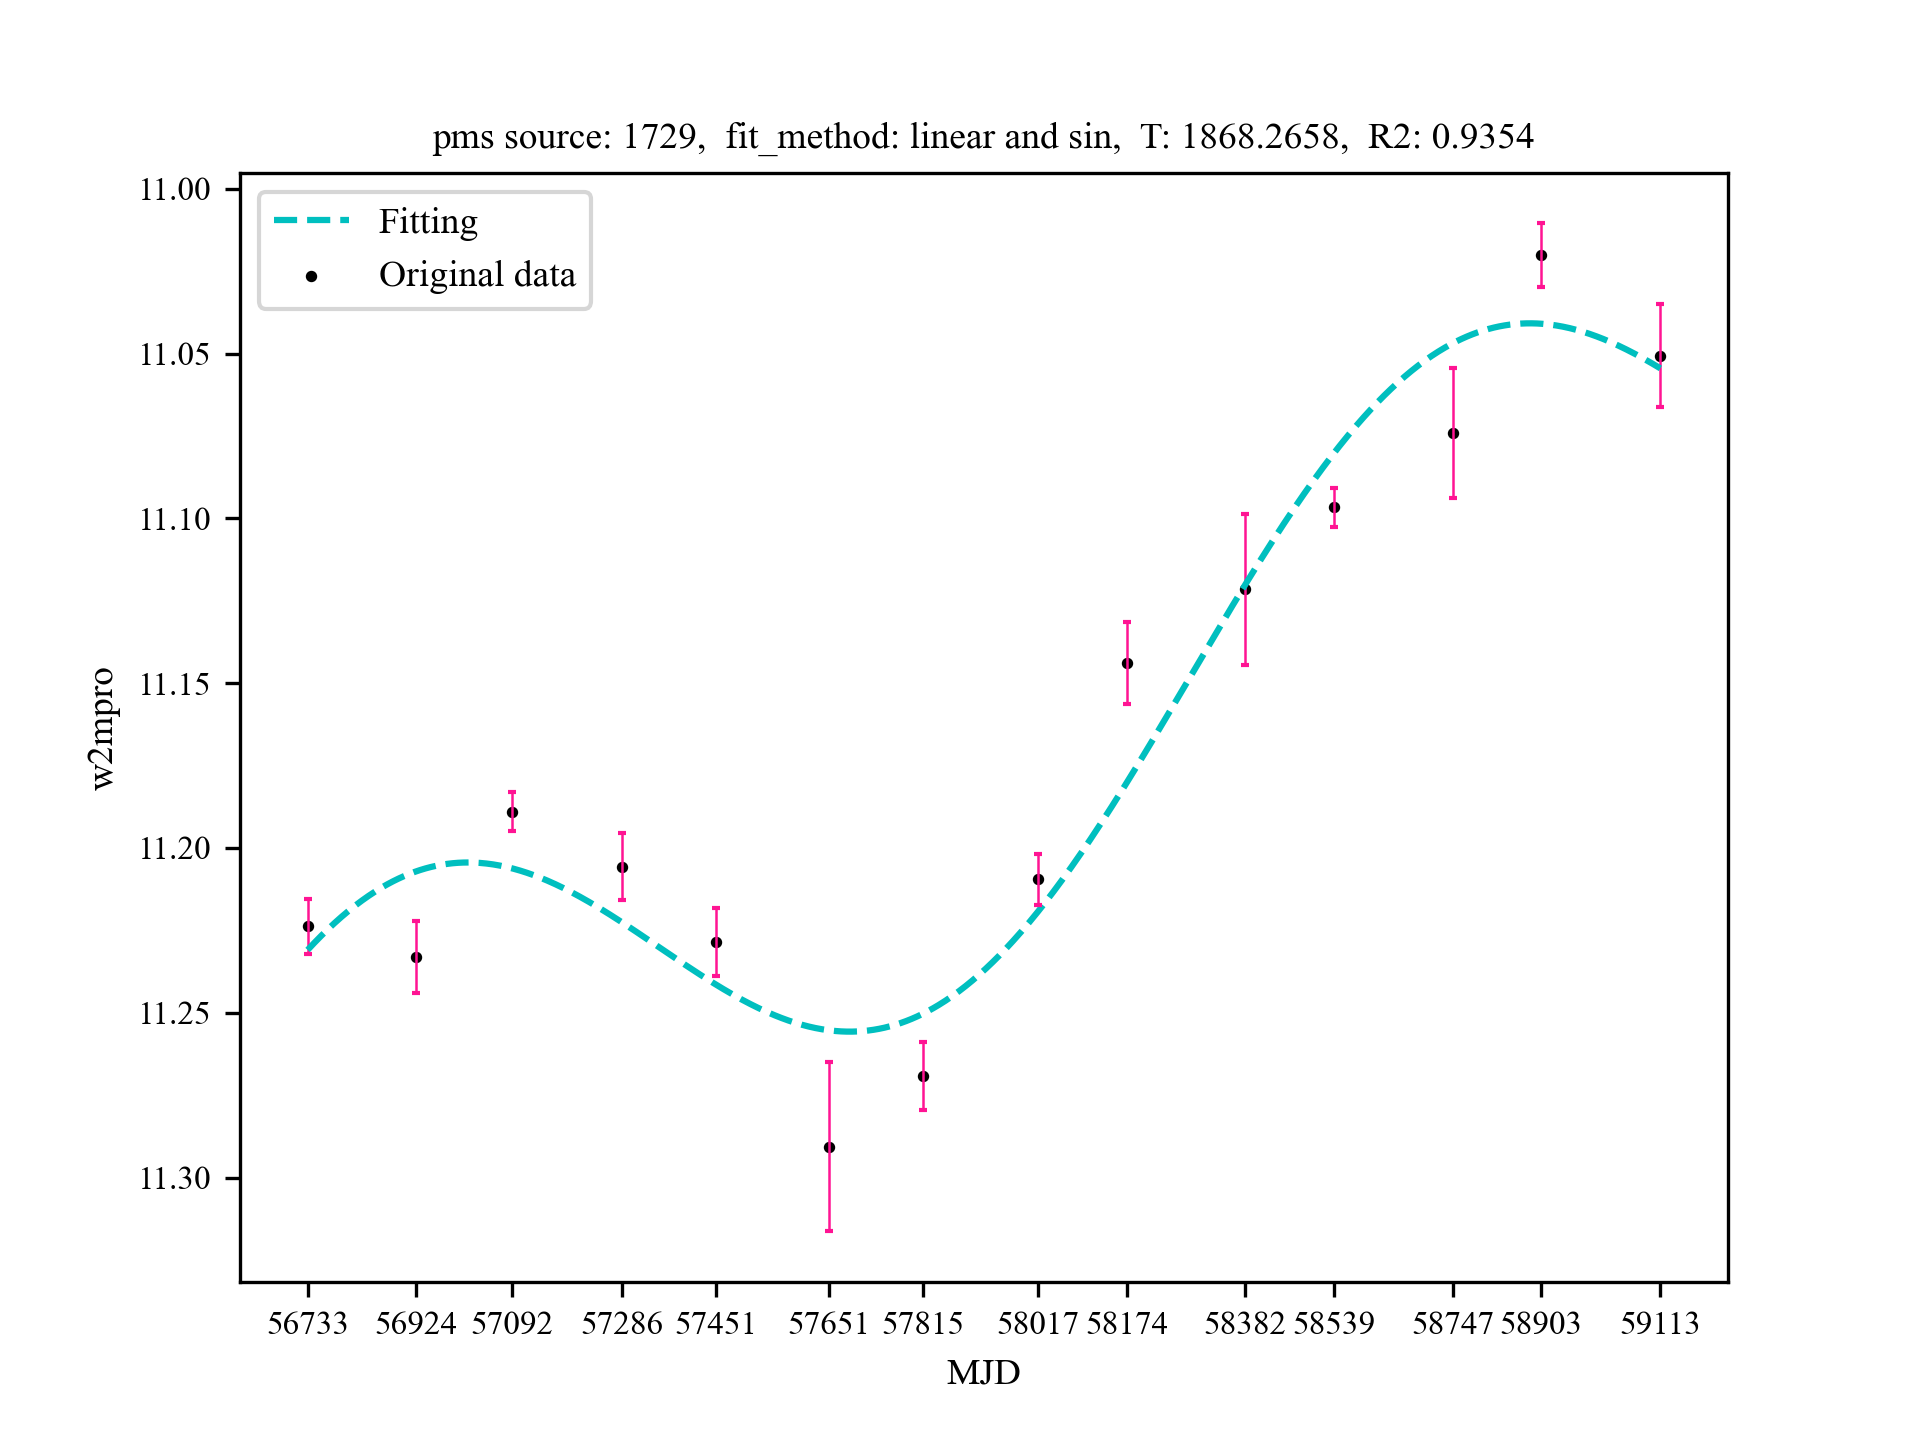 pms source: 1729,  fit_method: linear and sin,  T: 1868.2658,  R2: 0.9354
Fitting
Original data
11.00
11.05
11.10
11.15
11.20
11.25
11.30
w2mpro
56733 56924 57092 57286 57451 57651 57815 58017 58174 58382 58539 58747 58903 59113
MJD